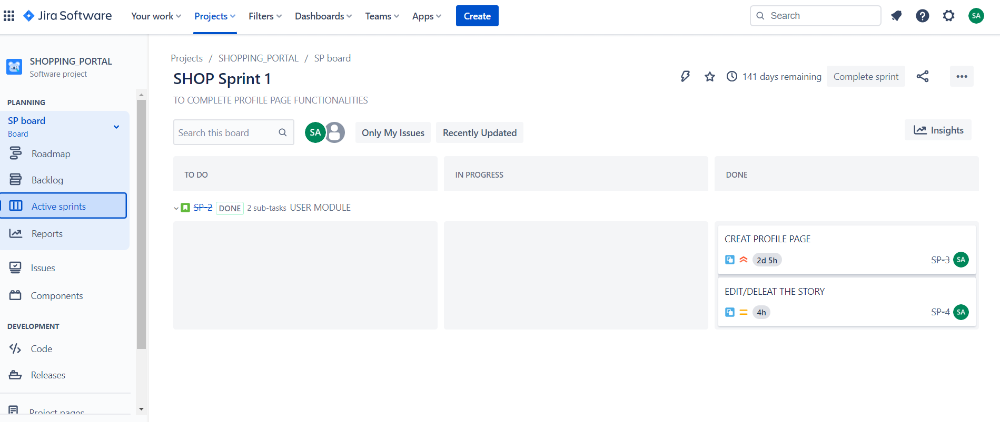 Jira Software
Your work
Projects
Filters
Dashboards
Teams
Apps
Create
Search
SA
SHOPPING_PORTAL
Software project
PLANNING
SP board
Board
Roadmap
Backlog
Active sprints
Reports
Issues
Components
DEVELOPMENT
Code
Releases
Project pages
Projects / SHOPPING_PORTAL / SP board
SHOP Sprint 1
141 days remaining
Complete sprint
TO COMPLETE PROFILE PAGE FUNCTIONALITIES
Search this board
SA
Only My Issues
Recently Updated
Insights
TO DO
IN PROGRESS
DONE
SP-2 DONE 2 sub-tasks USER MODULE
CREAT PROFILE PAGE
2d 5h
SP-3 SA
EDIT/DELEAT THE STORY
4h
SP-4 SA